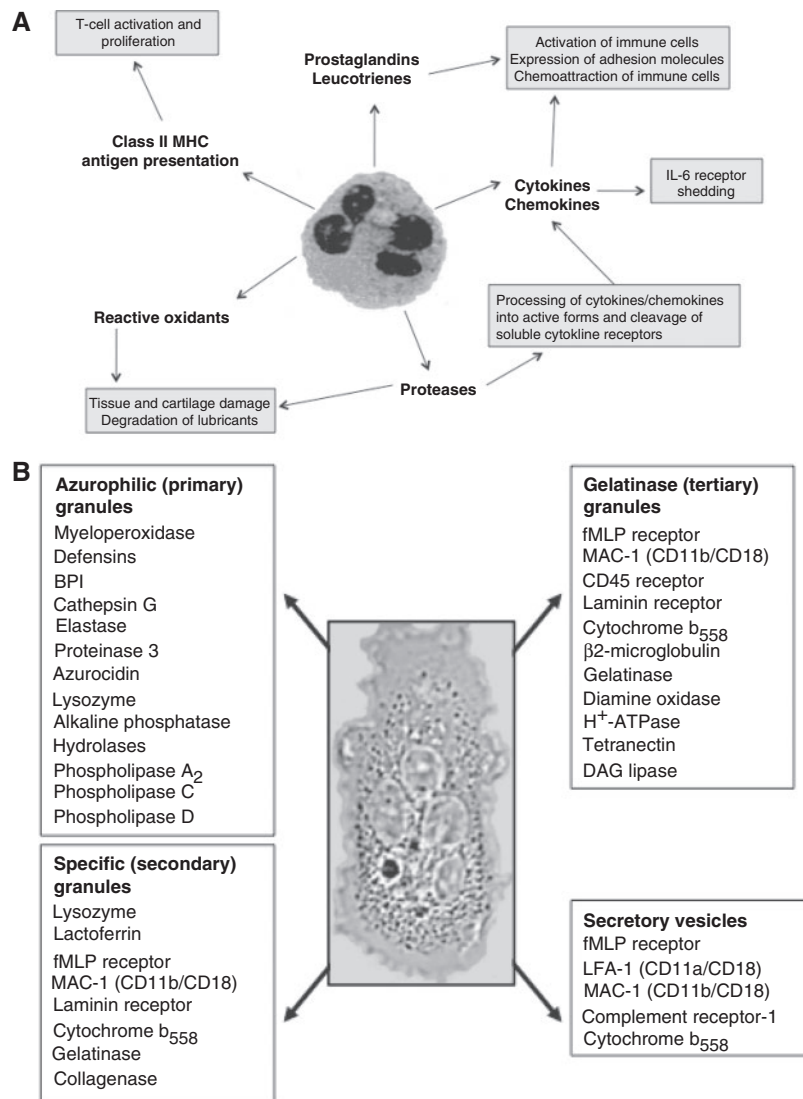 A
T-cell activation and
proliferation
Prostaglandins
Leucotrienes
Activation of immune cells
Expression of adhesion molecules
Chemoattraction of immune cells
Class II MHC
antigen presentation
Cytokines
Chemokines
IL-6 receptor
shedding
Reactive oxidants
Processing of cytokines/chemokines
into active forms and cleavage of
soluble cytokline receptors
Proteases
Tissue and cartilage damage
Degradation of lubricants
B
Azurophilic (primary)
granules
Myeloperoxidase
Defensins
BPI
Cathepsin G
Elastase
Proteinase 3
Azurocidin
Lysozyme
Alkaline phosphatase
Hydrolases
Phospholipase A2
Phospholipase C
Phospholipase D
Specific (secondary)
granules
Lysozyme
Lactoferrin
fMLP receptor
MAC-1 (CD11b/CD18)
Laminin receptor
Cytochrome b558
Gelatinase
Collagenase
Gelatinase (tertiary)
granules
fMLP receptor
MAC-1 (CD11b/CD18)
CD45 receptor
Laminin receptor
Cytochrome b558
β2-microglobulin
Gelatinase
Diamine oxidase
H+-ATPase
Tetranectin
DAG lipase
Secretory vesicles
fMLP receptor
LFA-1 (CD11a/CD18)
MAC-1 (CD11b/CD18)
Complement receptor-1
Cytochrome b558